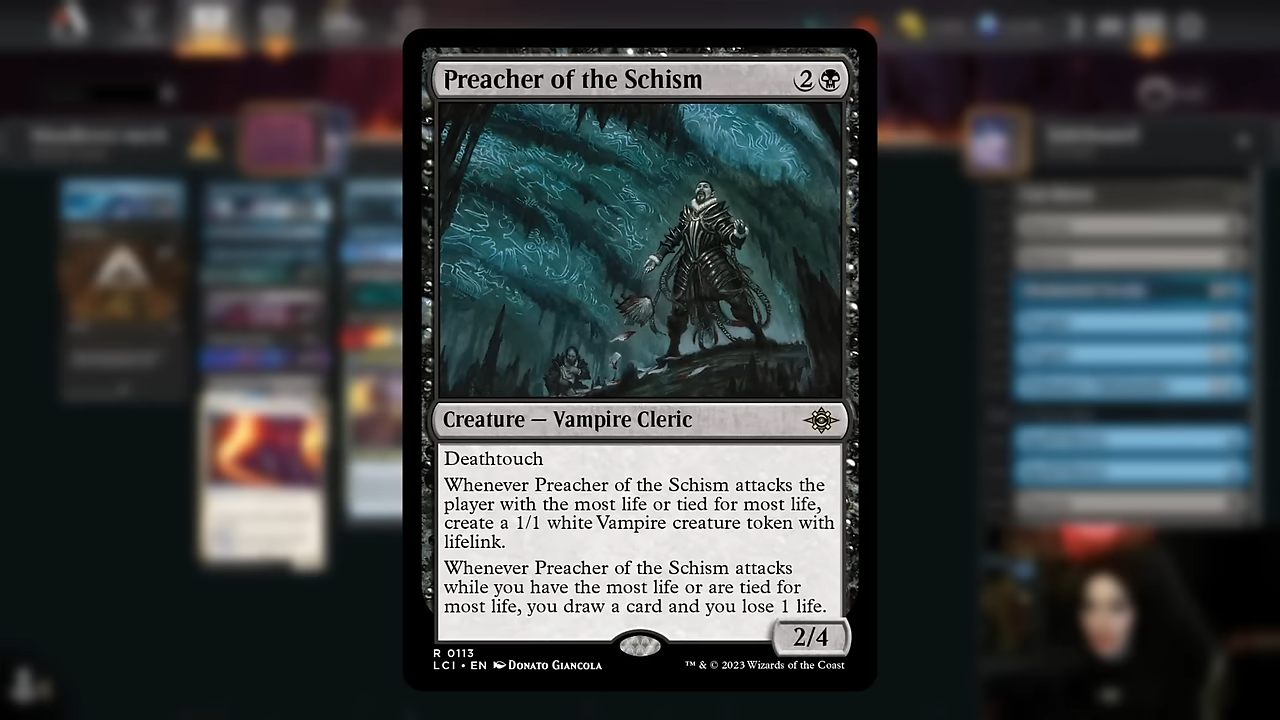 Preacher of the Schism 2
Creature — Vampire Cleric
Deathtouch
Whenever Preacher of the Schism attacks the
player with the most life or tied for most life,
create a 1/1 white Vampire creature token with
lifelink.
Whenever Preacher of the Schism attacks
while you have the most life or are tied for
most life, you draw a card and you lose 1 life.
2/4
R 0113
LCI • EN Donato Giancola ™ & © 2023 Wizards of the Coast